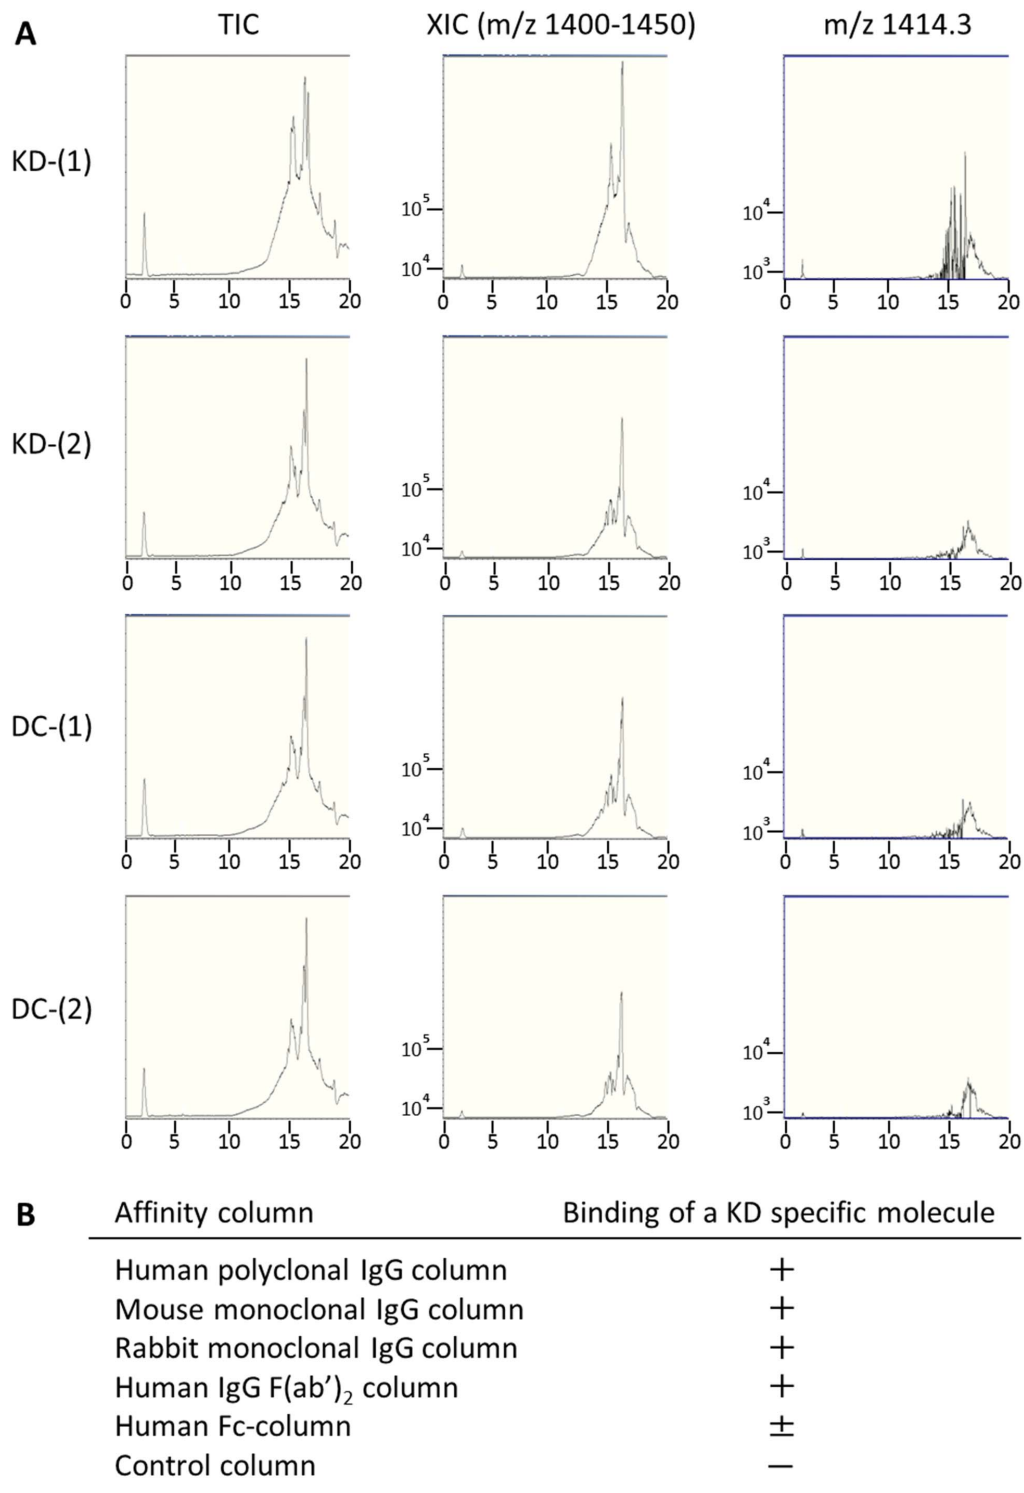 A
TIC XIC (m/z 1400-1450) m/z 1414.3
KD-(1)
10⁵ 10⁴
10⁴ 10³
0 5 10 15 20 0 5 10 15 20 0 5 10 15 20
KD-(2)
10⁵ 10⁴
10⁴ 10³
0 5 10 15 20 0 5 10 15 20 0 5 10 15 20
DC-(1)
10⁵ 10⁴
10⁴ 10³
0 5 10 15 20 0 5 10 15 20 0 5 10 15 20
DC-(2)
10⁵ 10⁴
10⁴ 10³
0 5 10 15 20 0 5 10 15 20 0 5 10 15 20
B Affinity column Binding of a KD specific molecule
Human polyclonal IgG column +
Mouse monoclonal IgG column +
Rabbit monoclonal IgG column +
Human IgG F(ab’)₂ column +
Human Fc-column ±
Control column −